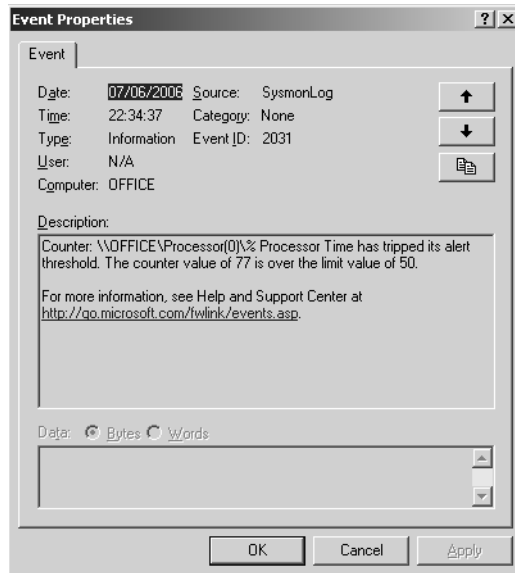 Event Properties
Event
Date: 07/06/2006 Source: SysmonLog
Time: 22:34:37 Category: None
Type: Information Event ID: 2031
User: N/A
Computer: OFFICE
Description:
Counter: \\OFFICE\Processor(0)\% Processor Time has tripped its alert
threshold. The counter value of 77 is over the limit value of 50.
For more information, see Help and Support Center at
http://go.microsoft.com/fwlink/events.asp.
Data: Bytes Words
OK Cancel Apply